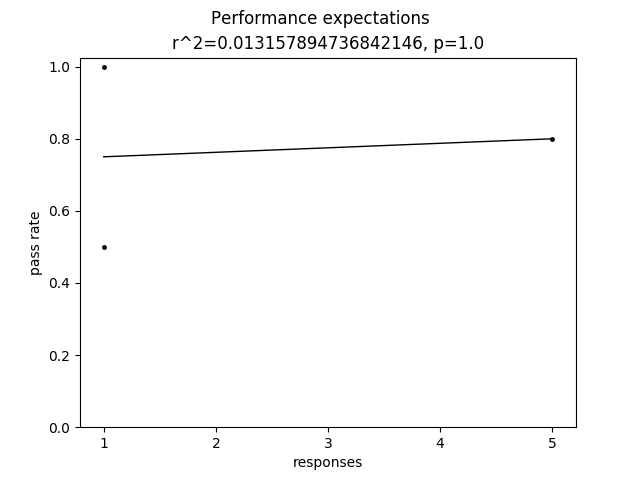 Performance expectations
r^2=0.013157894736842146, p=1.0
1.0
0.8
0.6
0.4
0.2
0.0
pass rate
1 2 3 4 5
responses